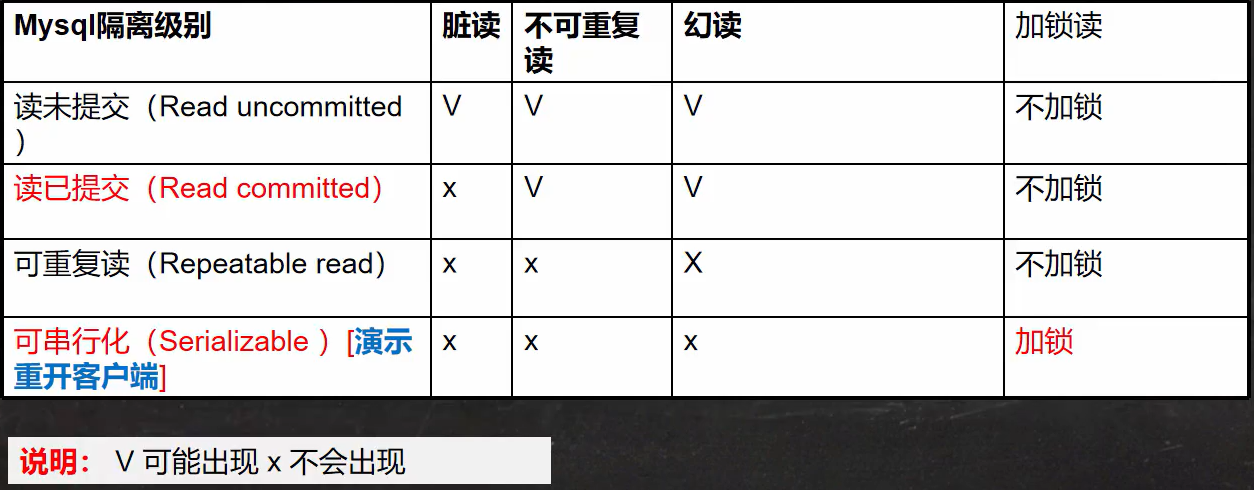 Mysql隔离级别 脏读 不可重复 幻读 加锁读
读
读未提交（Read uncommitted V V V 不加锁
）
读已提交（Read committed） x V V 不加锁
可重复读（Repeatable read） x x X 不加锁
可串行化（Serializable ）[演示 x x x 加锁
重开客户端]
说明： V 可能出现 x 不会出现